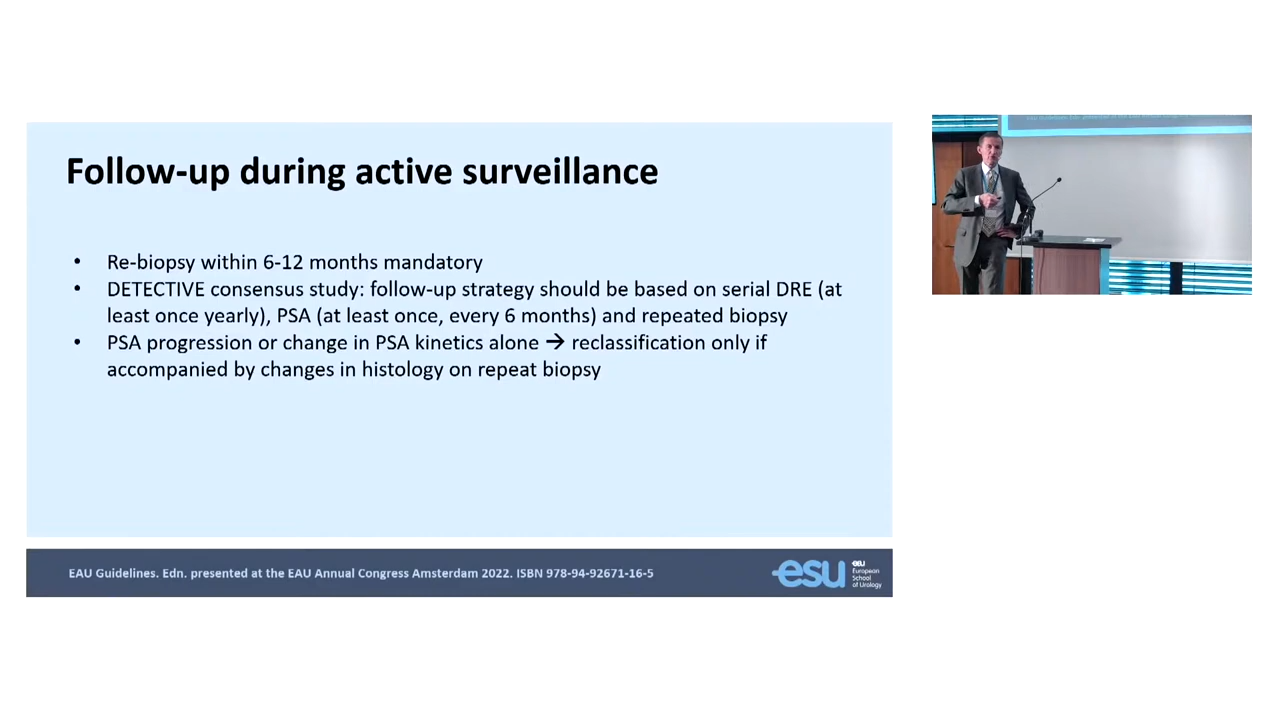 Follow-up during active surveillance
• Re-biopsy within 6-12 months mandatory
• DETECTIVE consensus study: follow-up strategy should be based on serial DRE (at
least once yearly), PSA (at least once, every 6 months) and repeated biopsy
• PSA progression or change in PSA kinetics alone → reclassification only if
accompanied by changes in histology on repeat biopsy
EAU Guidelines. Edn. presented at the EAU Annual Congress Amsterdam 2022. ISBN 978-94-92671-16-5
esu
eau
European
School
of Urology